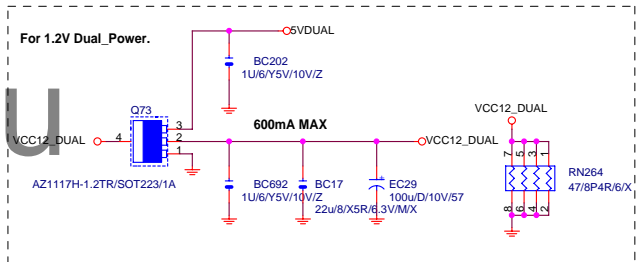 For 1.2V Dual_Power.
5VDUAL
BC202
1U/6/Y5V/10V/Z
Q73
3
2
1
4
VCC12_DUAL
600mA MAX
VCC12_DUAL
AZ1117H-1.2TR/SOT223/1A
BC692
1U/6/Y5V/10V/Z
BC17
22u/8/X5R/6.3V/M/X
EC29
100u/D/10V/57
+
VCC12_DUAL
7 5 3 1
RN264
47/8P4R/6/X
8 6 4 2
u